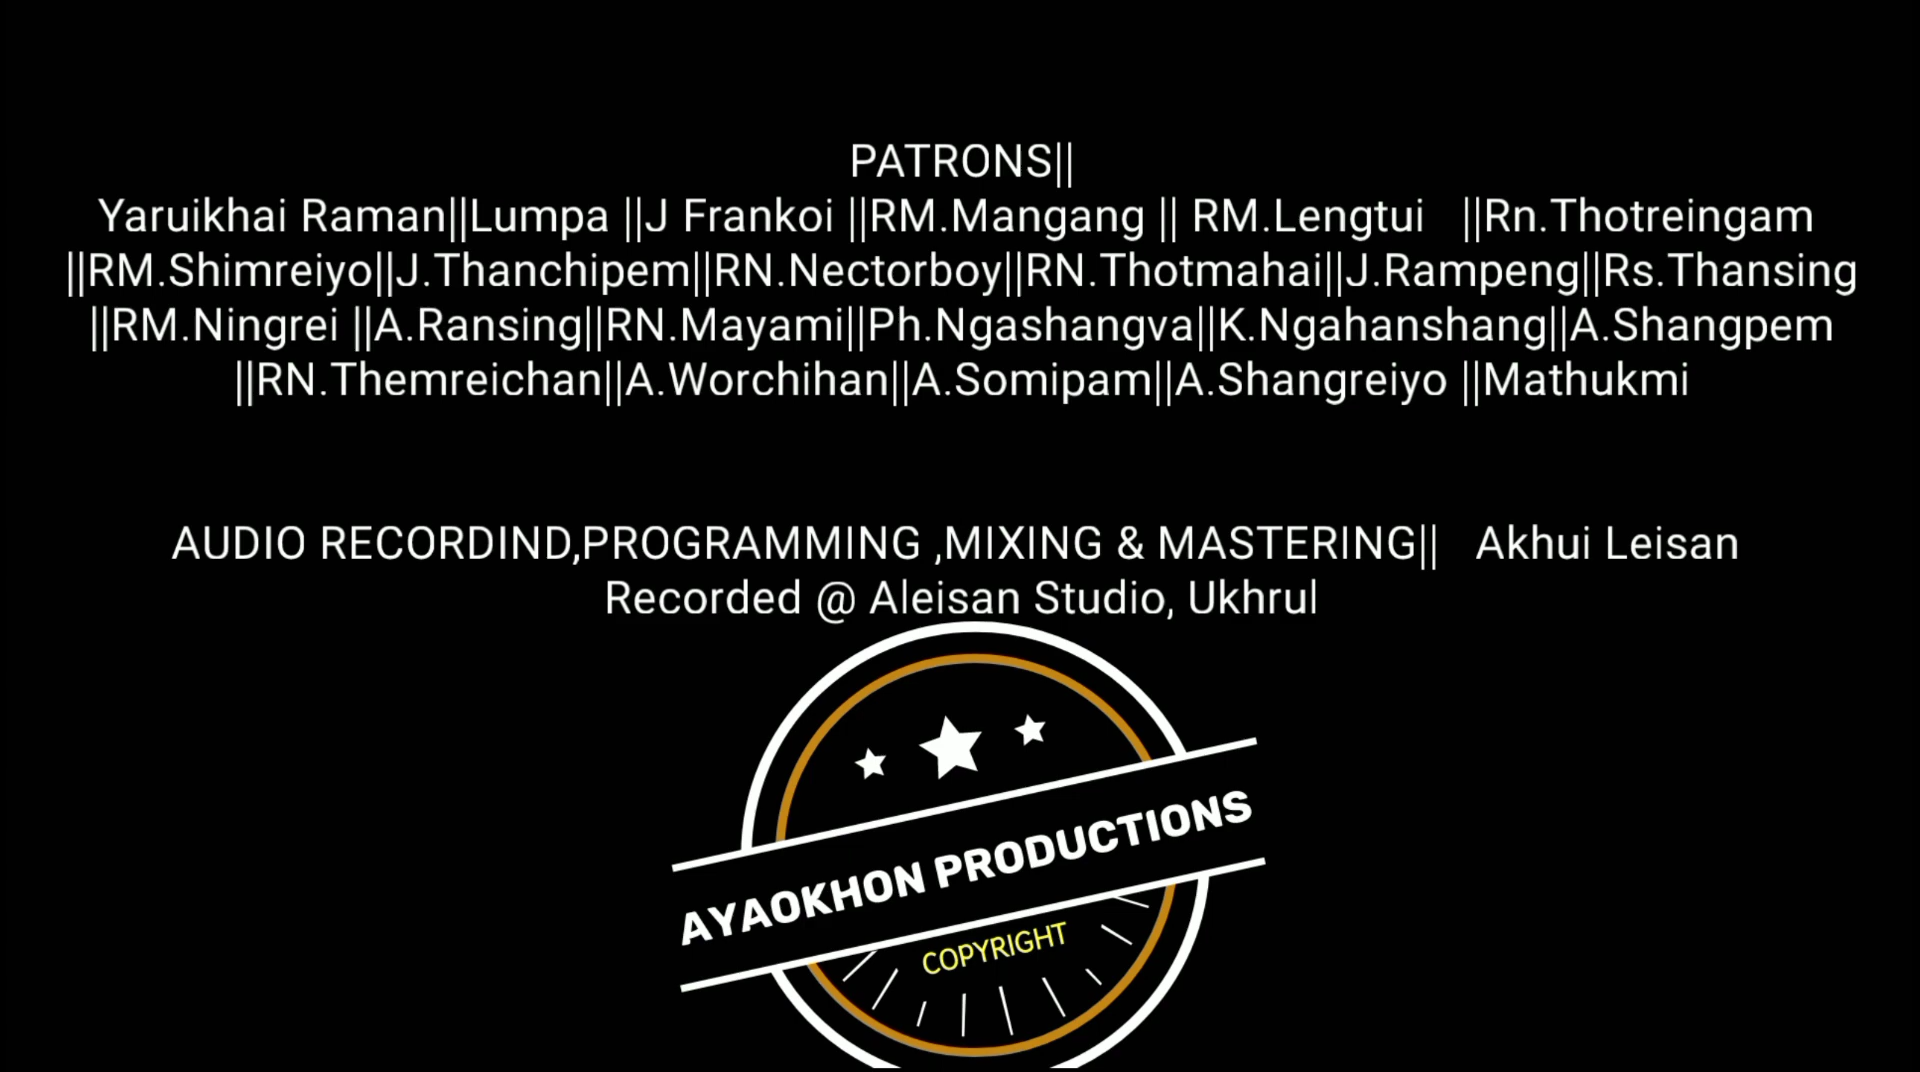 PATRONS||
Yaruikhai Raman||Lumpa ||J Frankoi ||RM.Mangang || RM.Lengtui ||Rn.Thotreingam
||RM.Shimreiyo||J.Thanchipem||RN.Nectorboy||RN.Thotmahai||J.Rampeng||Rs.Thansing
||RM.Ningrei ||A.Ransing||RN.Mayami||Ph.Ngashangva||K.Ngahanshang||A.Shangpem
||RN.Themreichan||A.Worchihan||A.Somipam||A.Shangreiyo ||Mathukmi
AUDIO RECORDIND,PROGRAMMING ,MIXING & MASTERING|| Akhui Leisan
Recorded @ Aleisan Studio, Ukhrul
AYAOKHON PRODUCTIONS
COPYRIGHT